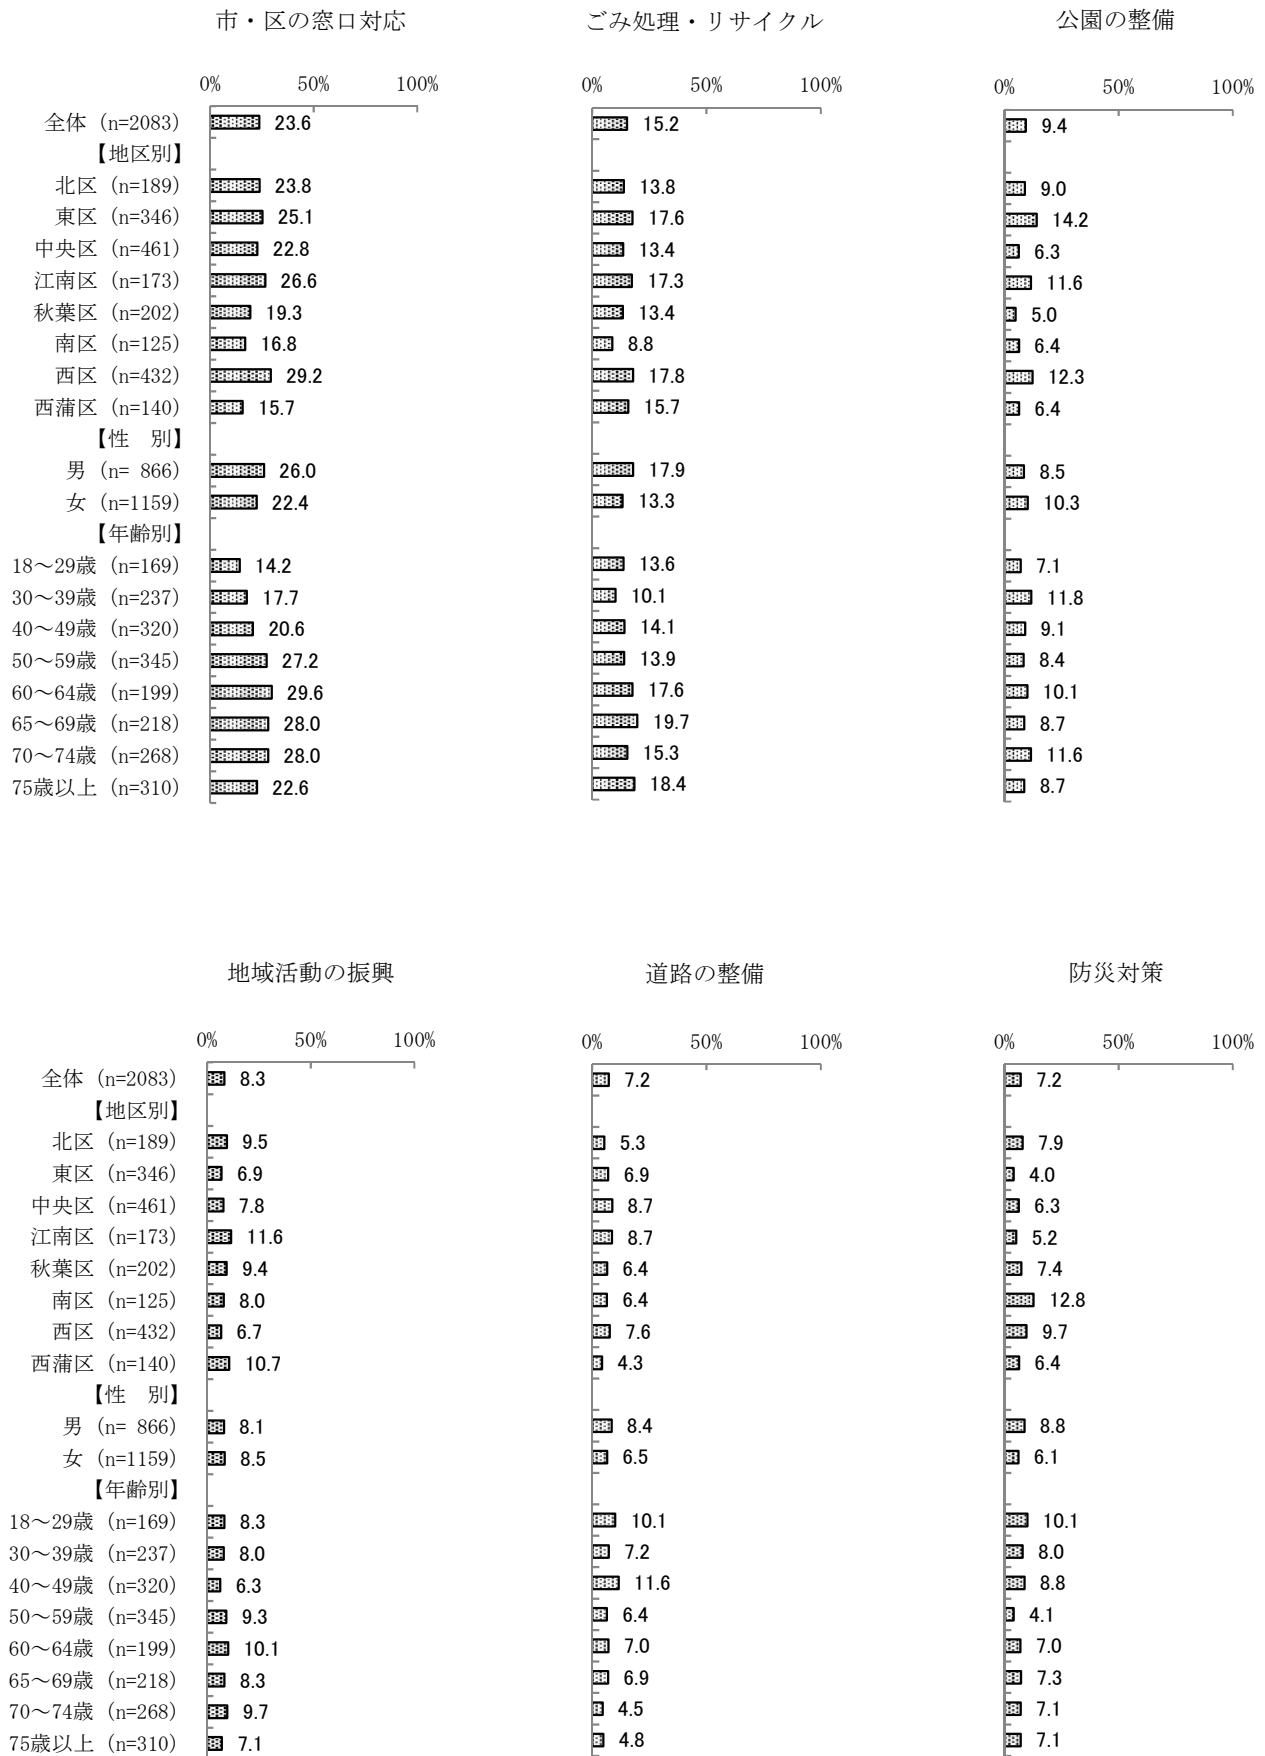 市・区の窓口対応 ごみ処理・リサイクル 公園の整備
0% 50% 100% 0% 50% 100% 0% 50% 100%
全体 (n=2083) 23.6 15.2 9.4
【地区別】
北区 (n=189) 23.8 13.8 9.0
東区 (n=346) 25.1 17.6 14.2
中央区 (n=461) 22.8 13.4 6.3
江南区 (n=173) 26.6 17.3 11.6
秋葉区 (n=202) 19.3 13.4 5.0
南区 (n=125) 16.8 8.8 6.4
西区 (n=432) 29.2 17.8 12.3
西蒲区 (n=140) 15.7 15.7 6.4
【性　別】
男 (n= 866) 26.0 17.9 8.5
女 (n=1159) 22.4 13.3 10.3
【年齢別】
18～29歳 (n=169) 14.2 13.6 7.1
30～39歳 (n=237) 17.7 10.1 11.8
40～49歳 (n=320) 20.6 14.1 9.1
50～59歳 (n=345) 27.2 13.9 8.4
60～64歳 (n=199) 29.6 17.6 10.1
65～69歳 (n=218) 28.0 19.7 8.7
70～74歳 (n=268) 28.0 15.3 11.6
75歳以上 (n=310) 22.6 18.4 8.7
地域活動の振興 道路の整備 防災対策
0% 50% 100% 0% 50% 100% 0% 50% 100%
全体 (n=2083) 8.3 7.2 7.2
【地区別】
北区 (n=189) 9.5 5.3 7.9
東区 (n=346) 6.9 6.9 4.0
中央区 (n=461) 7.8 8.7 6.3
江南区 (n=173) 11.6 8.7 5.2
秋葉区 (n=202) 9.4 6.4 7.4
南区 (n=125) 8.0 6.4 12.8
西区 (n=432) 6.7 7.6 9.7
西蒲区 (n=140) 10.7 4.3 6.4
【性　別】
男 (n= 866) 8.1 8.4 8.8
女 (n=1159) 8.5 6.5 6.1
【年齢別】
18～29歳 (n=169) 8.3 10.1 10.1
30～39歳 (n=237) 8.0 7.2 8.0
40～49歳 (n=320) 6.3 11.6 8.8
50～59歳 (n=345) 9.3 6.4 4.1
60～64歳 (n=199) 10.1 7.0 7.0
65～69歳 (n=218) 8.3 6.9 7.3
70～74歳 (n=268) 9.7 4.5 7.1
75歳以上 (n=310) 7.1 4.8 7.1